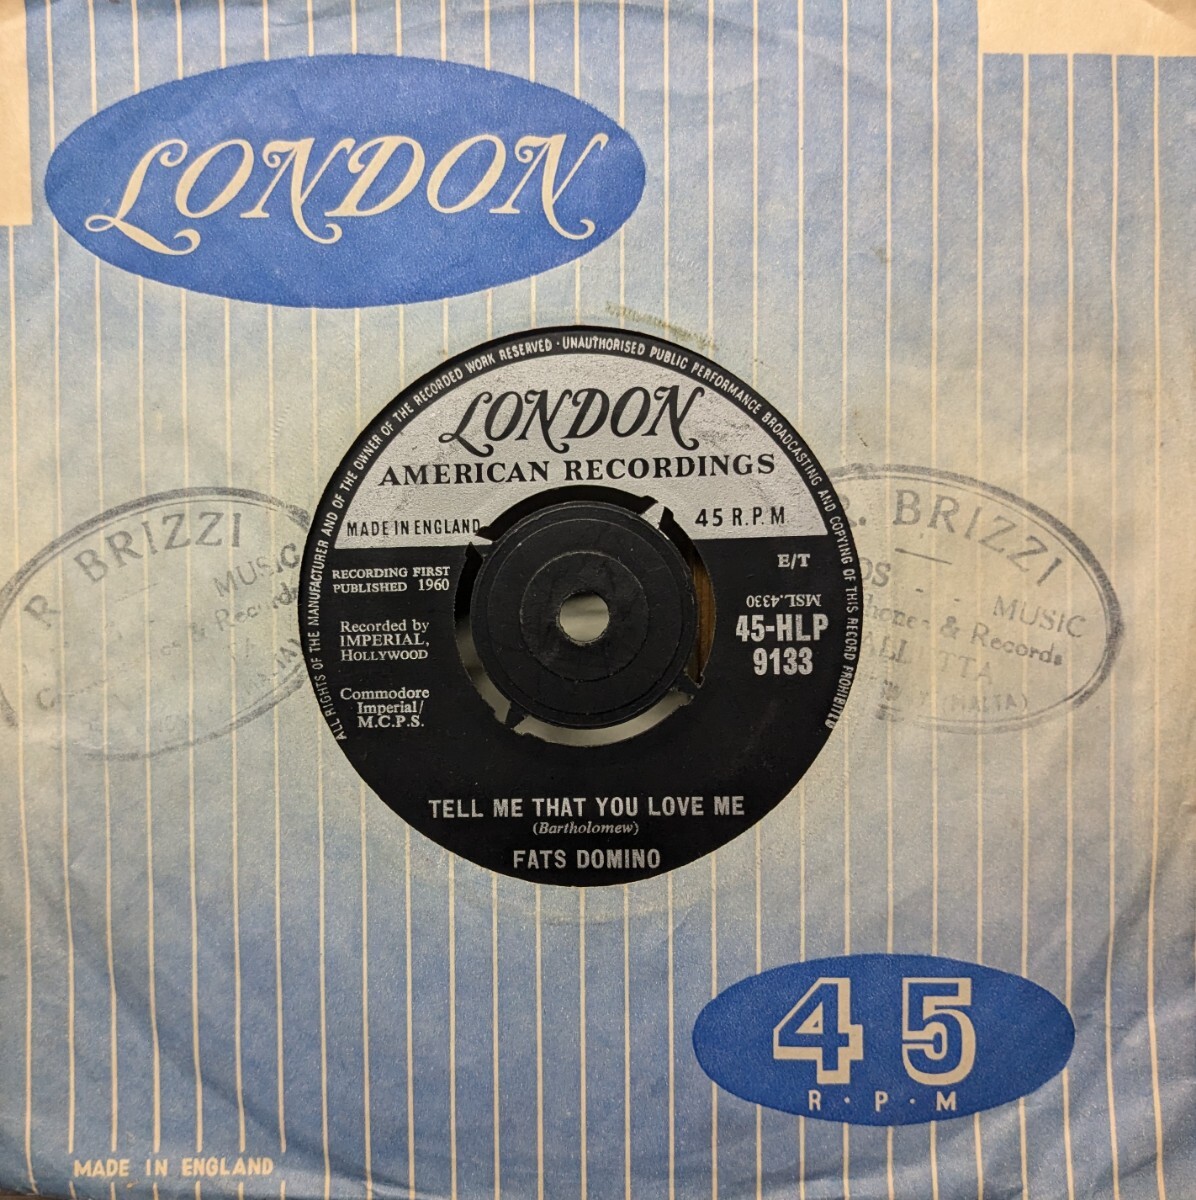 LONDON
ALL RIGHTS OF THE MANUFACTURER AND OF THE OWNER OF THE RECORDED WORK RESERVED · UNAUTHORISED PUBLIC PERFORMANCE BROADCASTING AND COPYING OF THIS RECORD PROHIBITED
LONDON
AMERICAN RECORDINGS
MADE IN ENGLAND
45 R.P.M
RECORDING FIRST
PUBLISHED 1960
E/T
MSL.4330
45-HLP
9133
Recorded by
IMPERIAL,
HOLLYWOOD
Commodore
Imperial/
M.C.P.S.
TELL ME THAT YOU LOVE ME
(Bartholomew)
FATS DOMINO
R BRIZZI
MUSIC
& Records
R. BRIZZI
MUSIC
& Records
(MALTA)
45
R·P·M
MADE IN ENGLAND